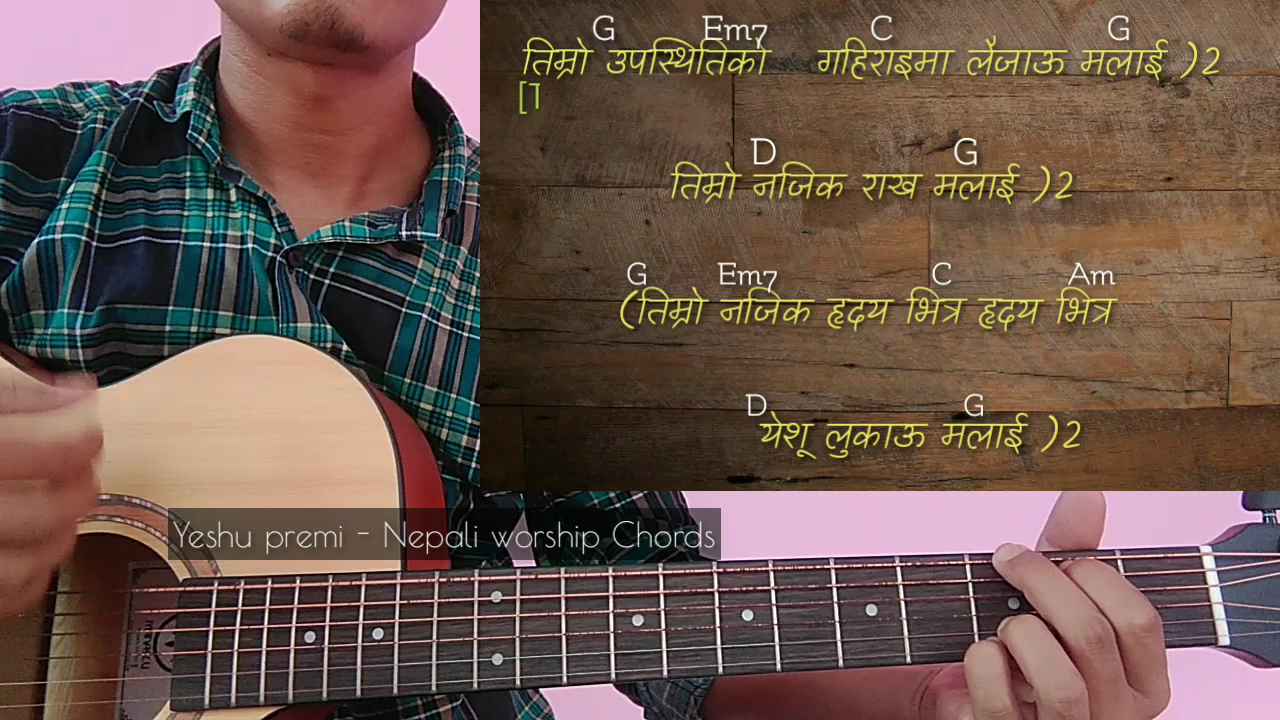 G Em7 C G
तिम्रो उपस्थितिको गहिराइमा लैजाऊ मलाई )2
D G
तिम्रो नजिक राख मलाई )2
G Em7 C Am
(तिम्रो नजिक हृदय भित्र हृदय भित्र
D G
येशू लुकाऊ मलाई )2
Yeshu premi - Nepali worship Chords